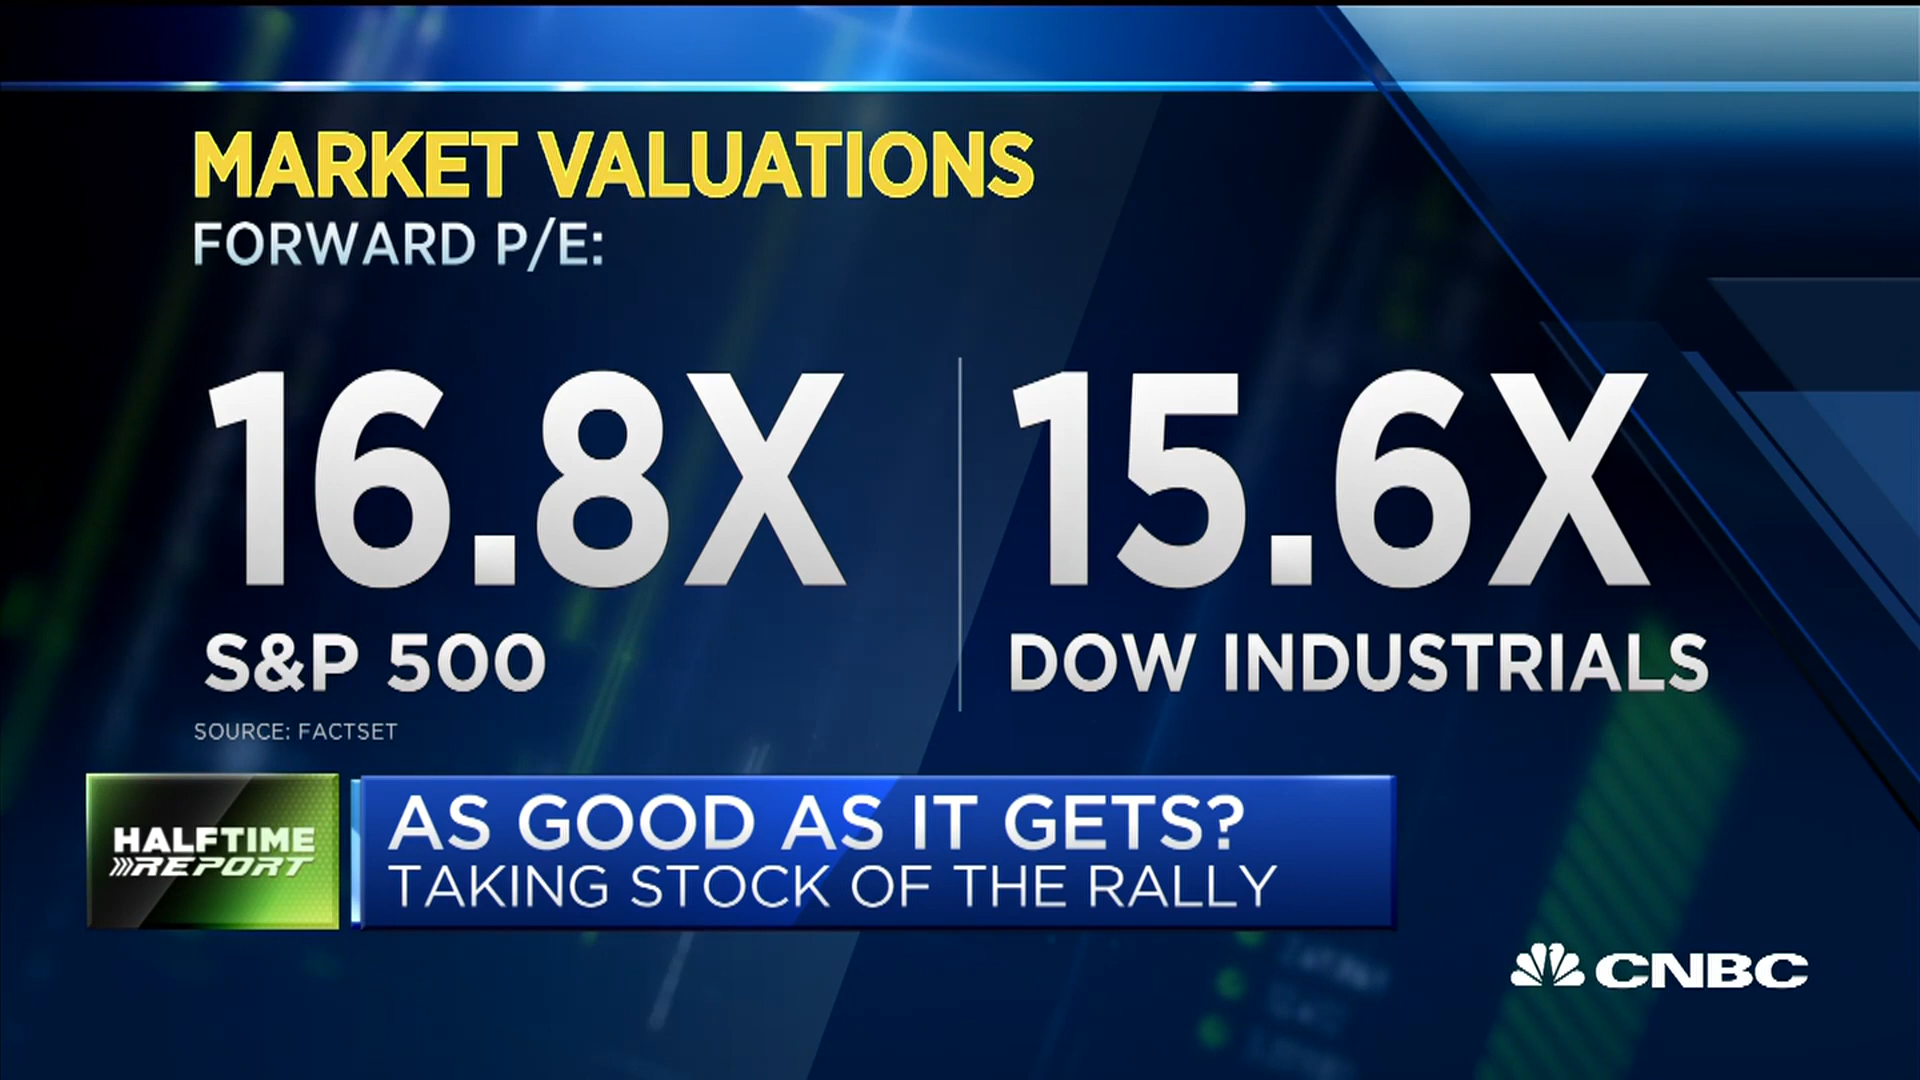 MARKET VALUATIONS
FORWARD P/E:
16.8X
S&P 500
15.6X
DOW INDUSTRIALS
SOURCE: FACTSET
HALFTIME
REPORT
AS GOOD AS IT GETS?
TAKING STOCK OF THE RALLY
CNBC